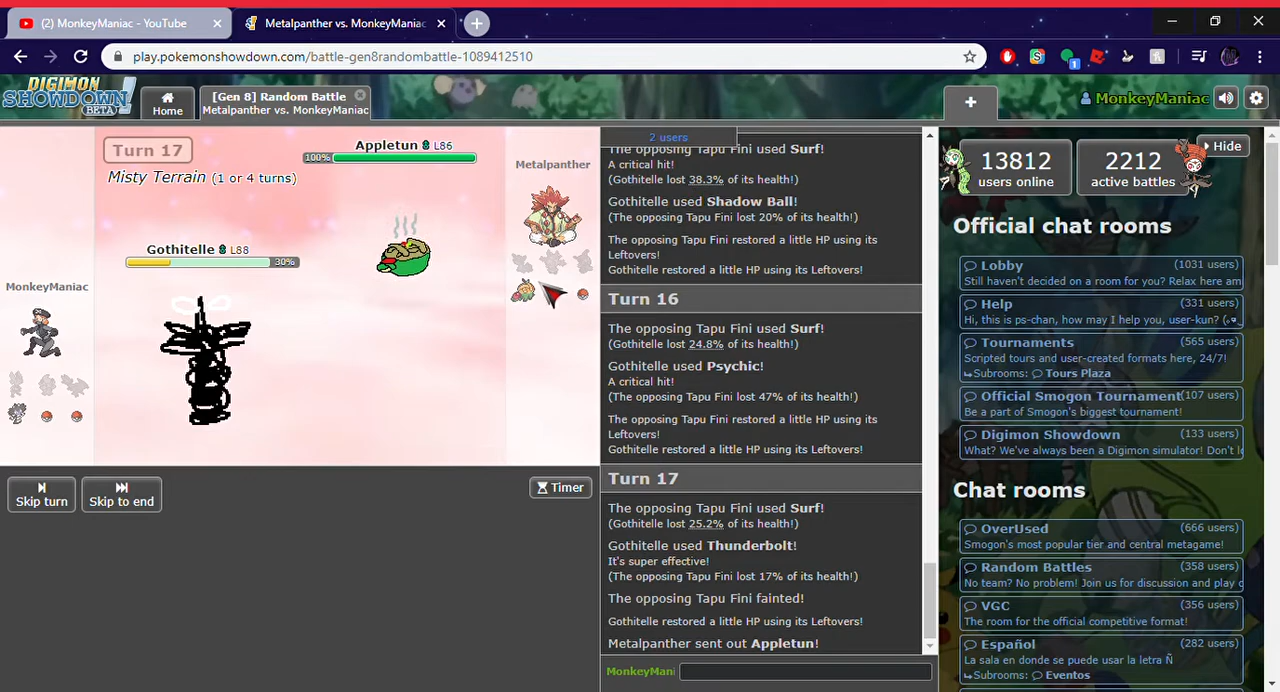 (2) MonkeyManiac - YouTube
Metalpanther vs. MonkeyManiac
play.pokemonshowdown.com/battle-gen8randombattle-1089412510
1
DIGIMON
SHOWDOWN!
BETA
Home
[Gen 8] Random Battle
Metalpanther vs. MonkeyManiac
MonkeyManiac
Turn 17
Misty Terrain (1 or 4 turns)
Appletun L86
100%
Metalpanther
Gothitelle L88
30%
MonkeyManiac
Skip turn
Skip to end
Timer
2 users
The opposing Tapu Fini used Surf!
A critical hit!
(Gothitelle lost 38.3% of its health!)
Gothitelle used Shadow Ball!
(The opposing Tapu Fini lost 20% of its health!)
The opposing Tapu Fini restored a little HP using its
Leftovers!
Gothitelle restored a little HP using its Leftovers!
Turn 16
The opposing Tapu Fini used Surf!
(Gothitelle lost 24.8% of its health!)
Gothitelle used Psychic!
A critical hit!
(The opposing Tapu Fini lost 47% of its health!)
The opposing Tapu Fini restored a little HP using its
Leftovers!
Gothitelle restored a little HP using its Leftovers!
Turn 17
The opposing Tapu Fini used Surf!
(Gothitelle lost 25.2% of its health!)
Gothitelle used Thunderbolt!
It's super effective!
(The opposing Tapu Fini lost 17% of its health!)
The opposing Tapu Fini fainted!
Gothitelle restored a little HP using its Leftovers!
Metalpanther sent out Appletun!
MonkeyMani
13812
users online
2212
active battles
Hide
Official chat rooms
Lobby (1031 users)
Still haven't decided on a room for you? Relax here am
Help (331 users)
Hi, this is ps-chan, how may I help you, user-kun? (
Tournaments (565 users)
Scripted tours and user-created formats here, 24/7!
Subrooms: Tours Plaza
Official Smogon Tournament (107 users)
Be a part of Smogon's biggest tournament!
Digimon Showdown (133 users)
What? We've always been a Digimon simulator! Don't l
Chat rooms
OverUsed (666 users)
Smogon's most popular tier and central metagame!
Random Battles (358 users)
No team? No problem! Join us for discussion and play c
VGC (356 users)
The room for the official competitive format!
Español (282 users)
La sala en donde se puede usar la letra Ñ
Subrooms: Eventos